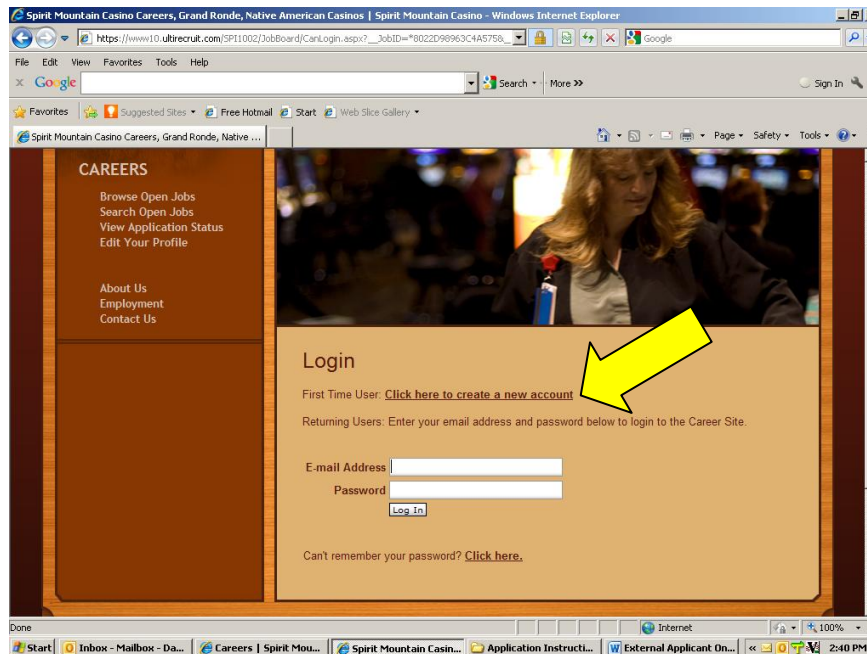 Spirit Mountain Casino Careers, Grand Ronde, Native American Casinos | Spirit Mountain Casino - Windows Internet Explorer
https://www10.ultirecruit.com/SPI1002/JobBoard/CanLogin.aspx?__JobID=*8022D98963C4A575&_
Google
File Edit View Favorites Tools Help
x Google Search More >> Sign In
Favorites Suggested Sites Free Hotmail Start Web Slice Gallery
Spirit Mountain Casino Careers, Grand Ronde, Native ... Page Safety Tools
CAREERS
Browse Open Jobs
Search Open Jobs
View Application Status
Edit Your Profile
About Us
Employment
Contact Us
Login
First Time User: Click here to create a new account
Returning Users: Enter your email address and password below to login to the Career Site.
E-mail Address
Password
Log In
Can't remember your password? Click here.
Done Internet 100%
Start Inbox - Mailbox - Da... Careers | Spirit Mou... Spirit Mountain Casin... Application Instructi... External Applicant On... « 2:40 PM